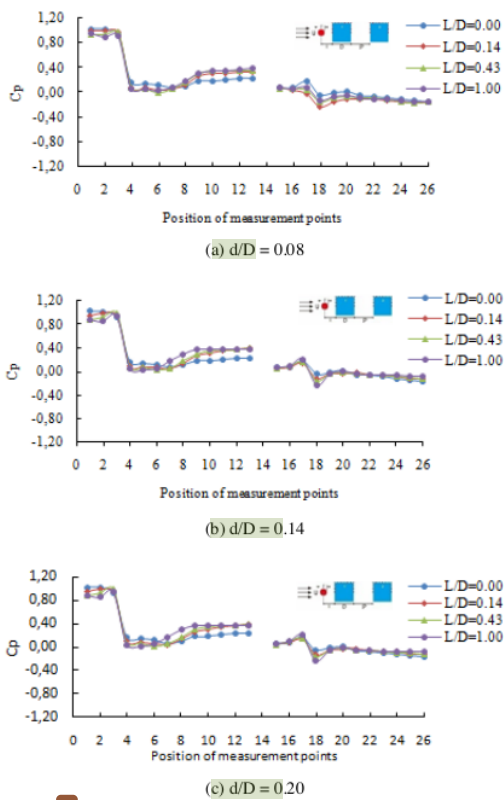 1,20
0,80
0,40
0,00
-0,40
-0,80
-1,20
Cp
0 2 4 6 8 10 12 14 16 18 20 22 24 26
Position of measurement points
L/D=0.00
L/D=0.14
L/D=0.43
L/D=1.00
(a) d/D = 0.08
1,20
0,80
0,40
0,00
-0,40
-0,80
-1,20
Cp
0 2 4 6 8 10 12 14 16 18 20 22 24 26
Position of measurement points
L/D=0.00
L/D=0.14
L/D=0.43
L/D=1.00
(b) d/D = 0.14
1,20
0,80
0,40
0,00
-0,40
-0,80
-1,20
Cp
0 2 4 6 8 10 12 14 16 18 20 22 24 26
Position of measurement points
L/D=0.00
L/D=0.14
L/D=0.43
L/D=1.00
(c) d/D = 0.20